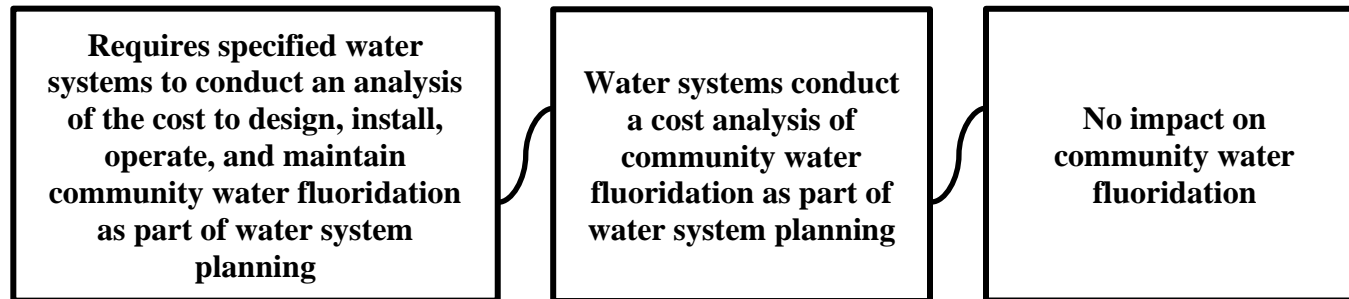 Requires specified water
systems to conduct an analysis
of the cost to design, install,
operate, and maintain
community water fluoridation
as part of water system
planning
Water systems conduct
a cost analysis of
community water
fluoridation as part of
water system planning
No impact on
community water
fluoridation